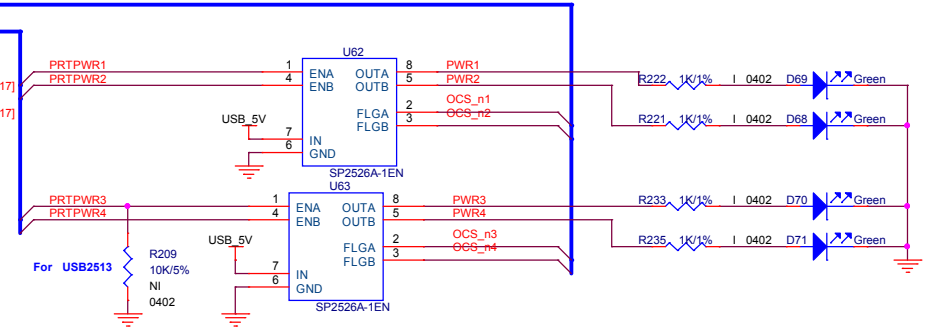 U62
PRTPWR1 1 ENA OUTA 8 PWR1
PRTPWR2 4 ENB OUTB 5 PWR2
R222 1K/1% I 0402 D69 Green
17]
FLGA 2 OCS_n1
17]
FLGB 3 OCS_n2
R221 1K/1% I 0402 D68 Green
USB_5V
7 IN
6 GND
SP2526A-1EN
U63
PRTPWR3 1 ENA OUTA 8 PWR3
R233 1K/1% I 0402 D70 Green
PRTPWR4 4 ENB OUTB 5 PWR4
FLGA 2 OCS_n3
USB_5V
R235 1K/1% I 0402 D71 Green
FLGB 3 OCS_n4
R209
For USB2513
10K/5%
7 IN
NI
6 GND
0402
SP2526A-1EN